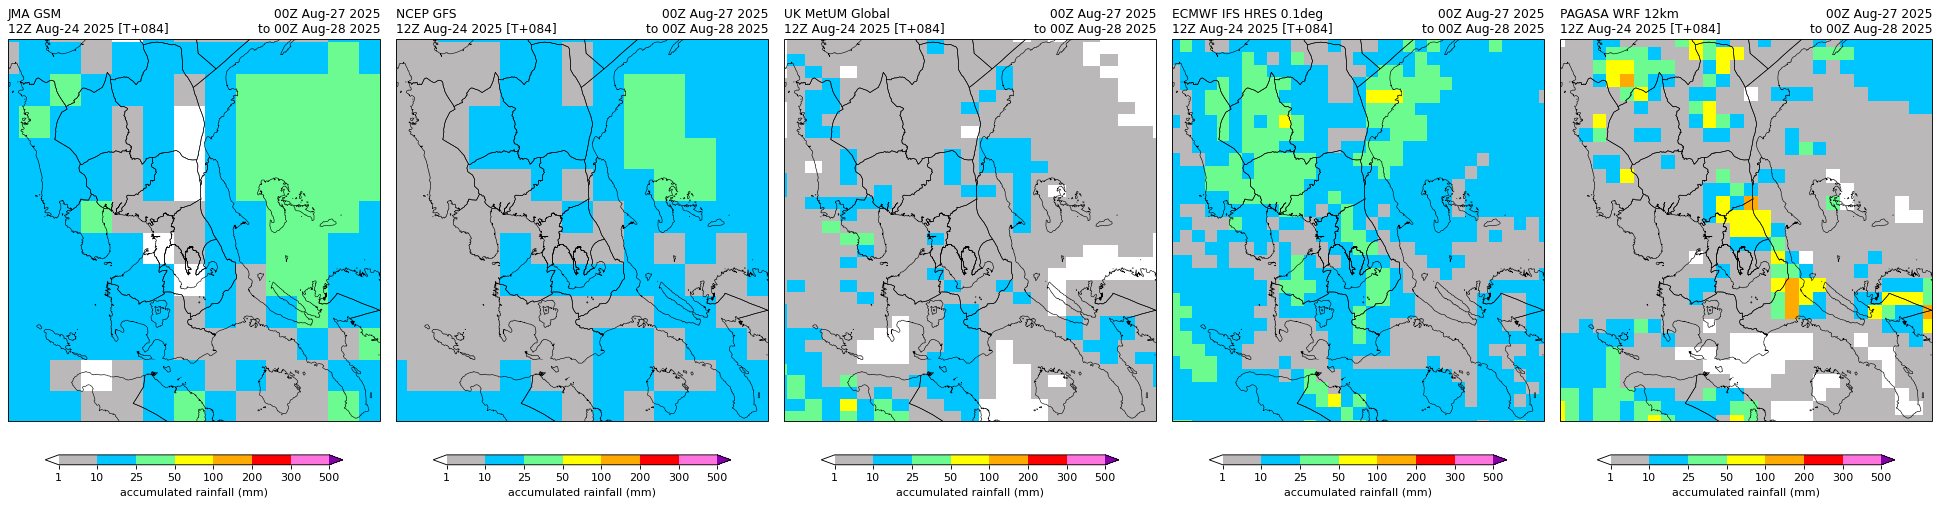 JMA GSM 00Z Aug-27 2025
12Z Aug-24 2025 [T+084] to 00Z Aug-28 2025
1 10 25 50 100 200 300 500
accumulated rainfall (mm)
NCEP GFS 00Z Aug-27 2025
12Z Aug-24 2025 [T+084] to 00Z Aug-28 2025
1 10 25 50 100 200 300 500
accumulated rainfall (mm)
UK MetUM Global 00Z Aug-27 2025
12Z Aug-24 2025 [T+084] to 00Z Aug-28 2025
1 10 25 50 100 200 300 500
accumulated rainfall (mm)
ECMWF IFS HRES 0.1deg 00Z Aug-27 2025
12Z Aug-24 2025 [T+084] to 00Z Aug-28 2025
1 10 25 50 100 200 300 500
accumulated rainfall (mm)
PAGASA WRF 12km 00Z Aug-27 2025
12Z Aug-24 2025 [T+084] to 00Z Aug-28 2025
1 10 25 50 100 200 300 500
accumulated rainfall (mm)